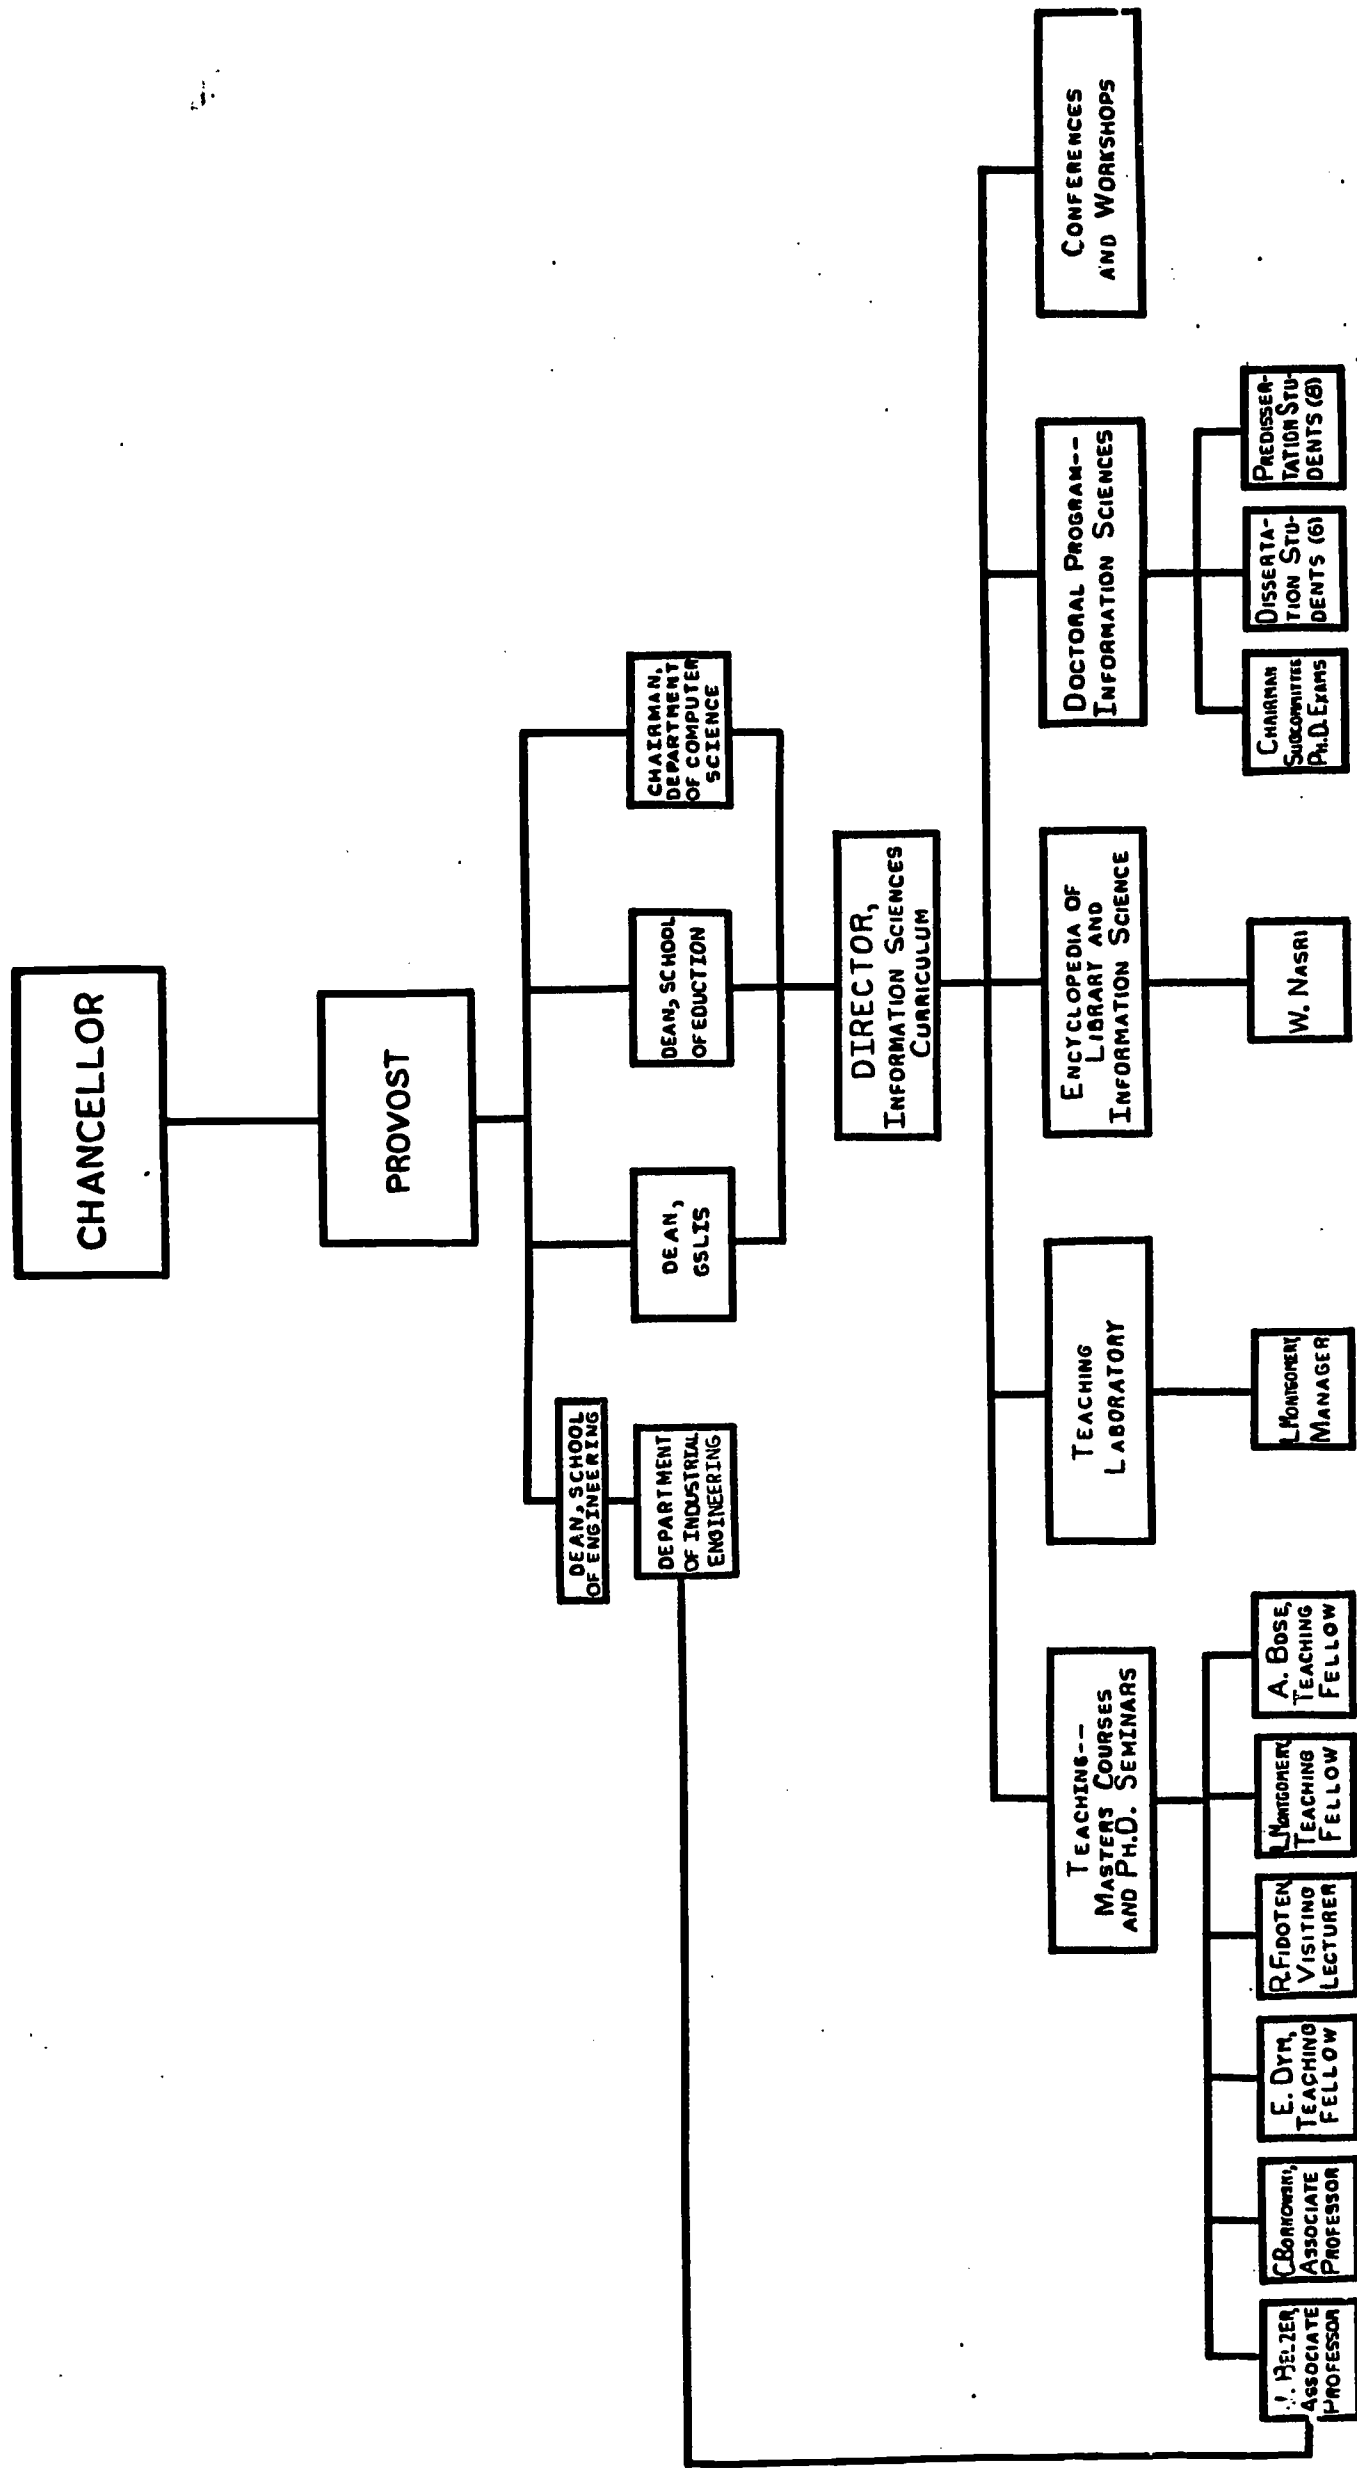 CHANCELLOR
PROVOST
DEAN, SCHOOL
OF ENGINEERING
DEPARTMENT
OF INDUSTRIAL
ENGINEERING
DEAN,
GSLIS
DEAN, SCHOOL
OF EDUCTION
CHAIRMAN,
DEPARTMENT
OF COMPUTER
SCIENCE
DIRECTOR,
INFORMATION SCIENCES
CURRICULUM
TEACHING--
MASTERS COURSES
AND PH.D. SEMINARS
TEACHING
LABORATORY
ENCYCLOPEDIA OF
LIBRARY AND
INFORMATION SCIENCE
DOCTORAL PROGRAM--
INFORMATION SCIENCES
CONFERENCES
AND WORKSHOPS
BELZER,
ASSOCIATE
PROFESSOR
C.BORKOWSKI,
ASSOCIATE
PROFESSOR
E. DYM,
TEACHING
FELLOW
R.FIDOTEN,
VISITING
LECTURER
L.MONTGOMERY,
TEACHING
FELLOW
A. BOSE,
TEACHING
FELLOW
L.MONTGOMERY,
MANAGER
W. NASRI
CHAIRMAN
SUBCOMMITTEE
PH.D. EXAMS
DISSERTA-
TION STU-
DENTS (6)
PREDISSER-
TATION STU-
DENTS (8)